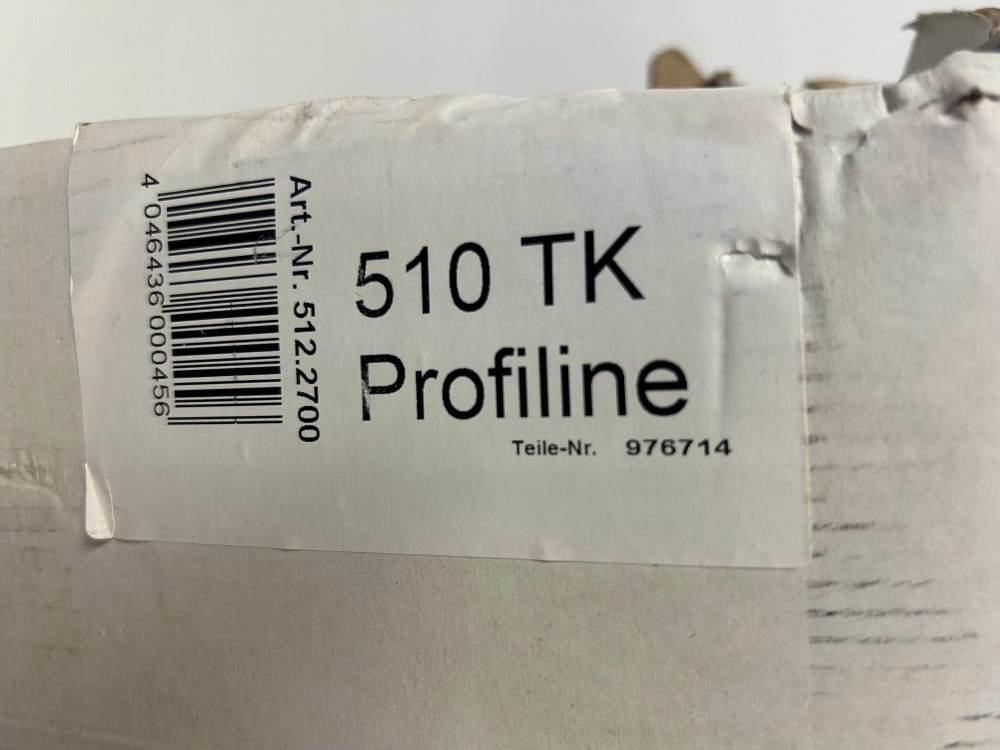 4 046436 000456
Art.-Nr. 512.2700
510 TK
Profiline
Teile-Nr. 976714